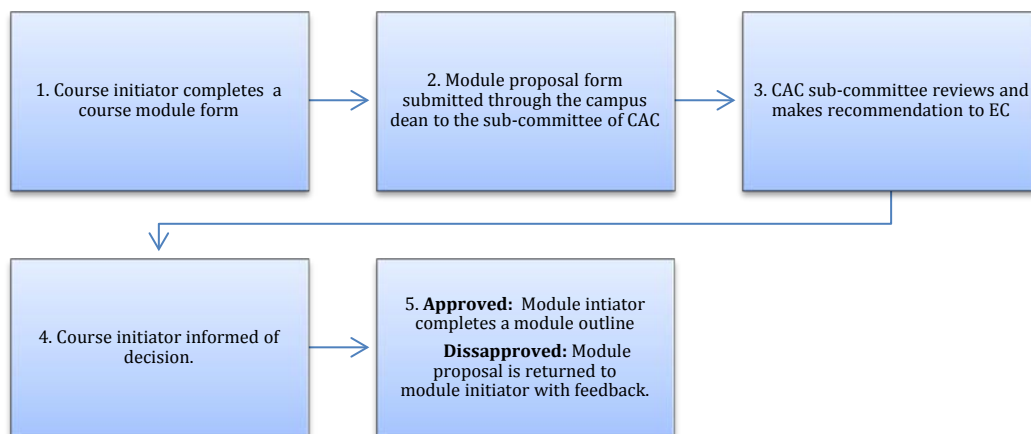 1. Course initiator completes a
course module form
2. Module proposal form
submitted through the campus
dean to the sub-committee of CAC
3. CAC sub-committee reviews and
makes recommendation to EC
4. Course initiator informed of
decision.
5. Approved: Module intiator
completes a module outline
Dissapproved: Module
proposal is returned to
module initiator with feedback.